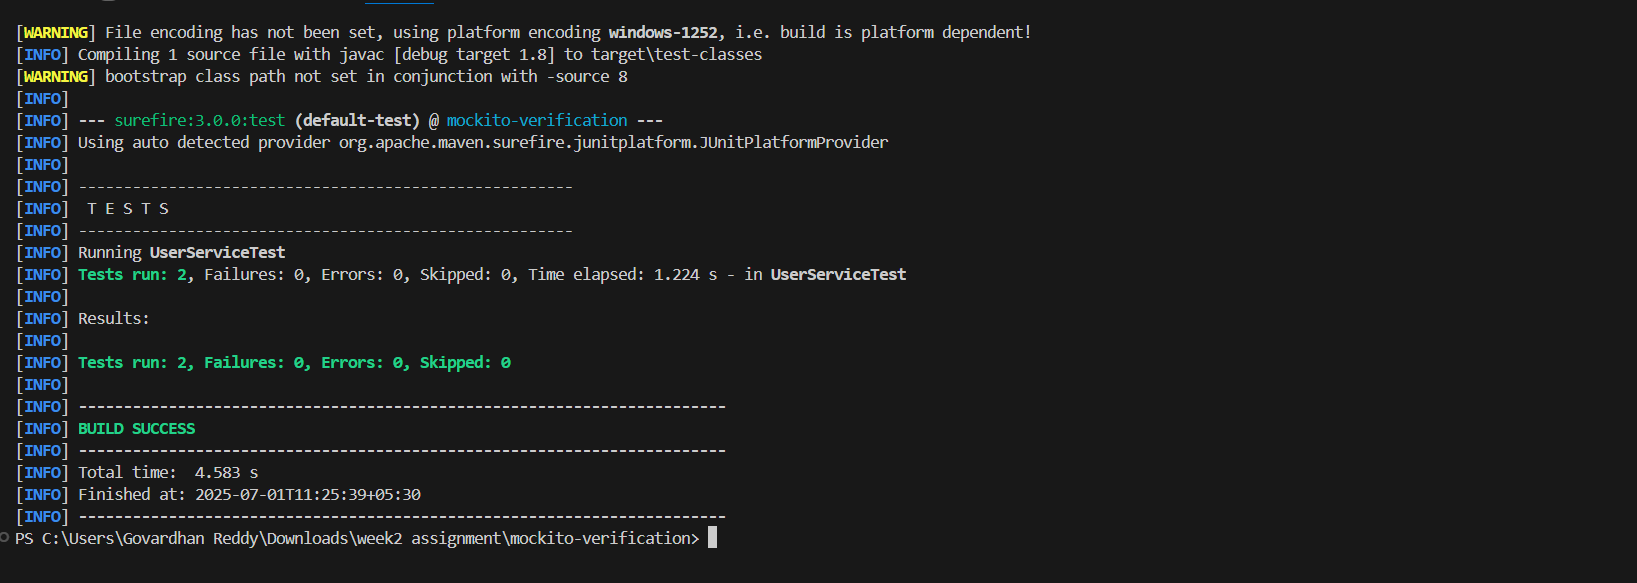 [WARNING] File encoding has not been set, using platform encoding windows-1252, i.e. build is platform dependent!
[INFO] Compiling 1 source file with javac [debug target 1.8] to target\test-classes
[WARNING] bootstrap class path not set in conjunction with -source 8
[INFO]
[INFO] --- surefire:3.0.0:test (default-test) @ mockito-verification ---
[INFO] Using auto detected provider org.apache.maven.surefire.junitplatform.JUnitPlatformProvider
[INFO]
[INFO] -------------------------------------------------------
[INFO]  T E S T S
[INFO] -------------------------------------------------------
[INFO] Running UserServiceTest
[INFO] Tests run: 2, Failures: 0, Errors: 0, Skipped: 0, Time elapsed: 1.224 s - in UserServiceTest
[INFO]
[INFO] Results:
[INFO]
[INFO] Tests run: 2, Failures: 0, Errors: 0, Skipped: 0
[INFO]
[INFO] ------------------------------------------------------------------------
[INFO] BUILD SUCCESS
[INFO] ------------------------------------------------------------------------
[INFO] Total time:  4.583 s
[INFO] Finished at: 2025-07-01T11:25:39+05:30
[INFO] ------------------------------------------------------------------------
PS C:\Users\Govardhan Reddy\Downloads\week2 assignment\mockito-verification>